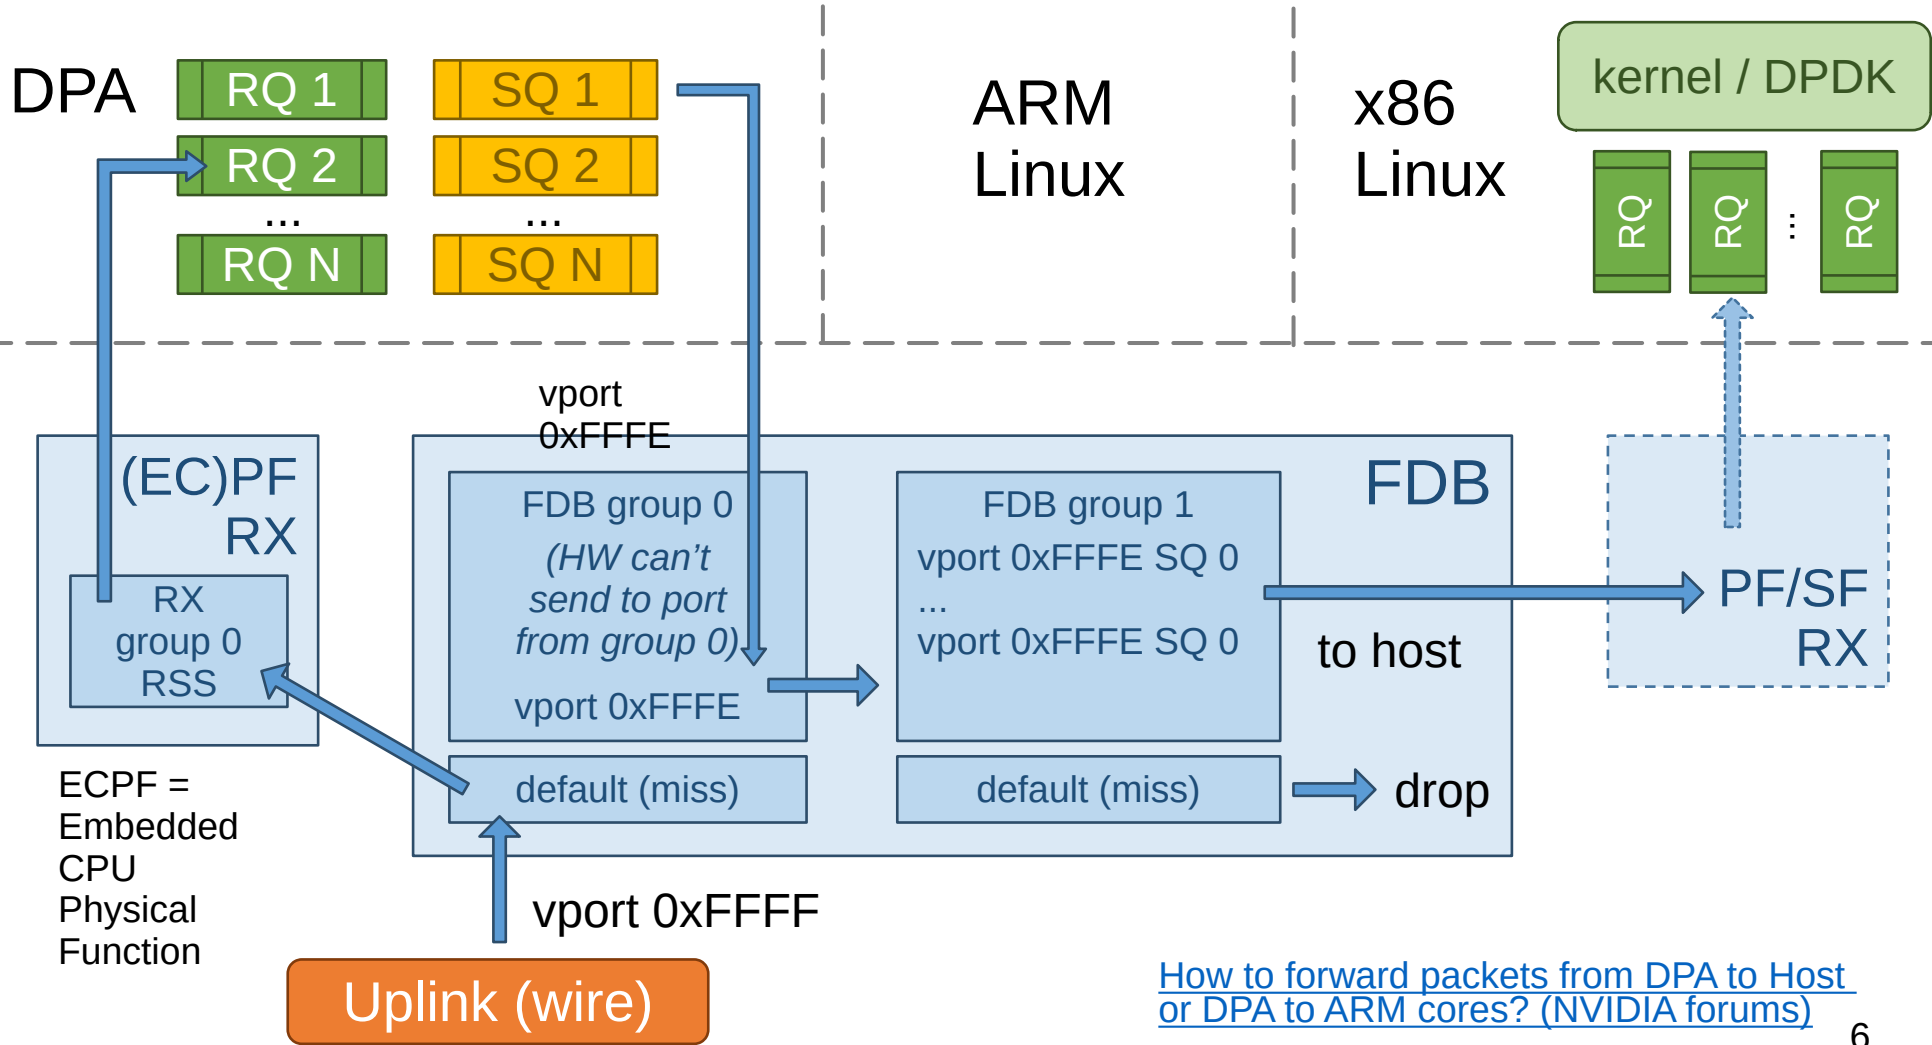 DPA
RQ 1
RQ 2
...
RQ N
SQ 1
SQ 2
...
SQ N
ARM
Linux
x86
Linux
kernel / DPDK
RQ
RQ
...
RQ
vport
0xFFFE
(EC)PF
RX
RX
group 0
RSS
ECPF =
Embedded
CPU
Physical
Function
FDB
FDB group 0
(HW can’t
send to port
from group 0)
vport 0xFFFE
default (miss)
FDB group 1
vport 0xFFFE SQ 0
...
vport 0xFFFE SQ 0
default (miss)
to host
drop
PF/SF
RX
vport 0xFFFF
Uplink (wire)
How to forward packets from DPA to Host
or DPA to ARM cores? (NVIDIA forums)
6